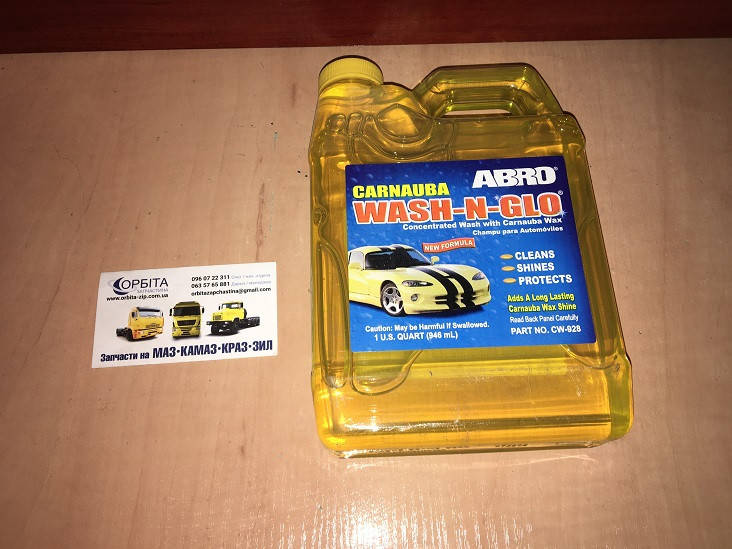 ОРБІТА
ЗАПЧАСТИНА
www.orbita-zip.com.ua
096 07 22 311
063 57 65 881
orbitazapchastina@gmail.com
Запчасти на МАЗ•КАМАЗ•КРАЗ•ЗИЛ
ABRO®
CARNAUBA
WASH-N-GLO®
Concentrated Wash with Carnauba Wax
Champu para Automóviles
NEW FORMULA
CLEANS
SHINES
PROTECTS
Adds A Long Lasting
Carnauba Wax Shine
Read Back Panel Carefully
PART NO. CW-928
Caution: May be Harmful If Swallowed.
1 U.S. QUART (946 mL)